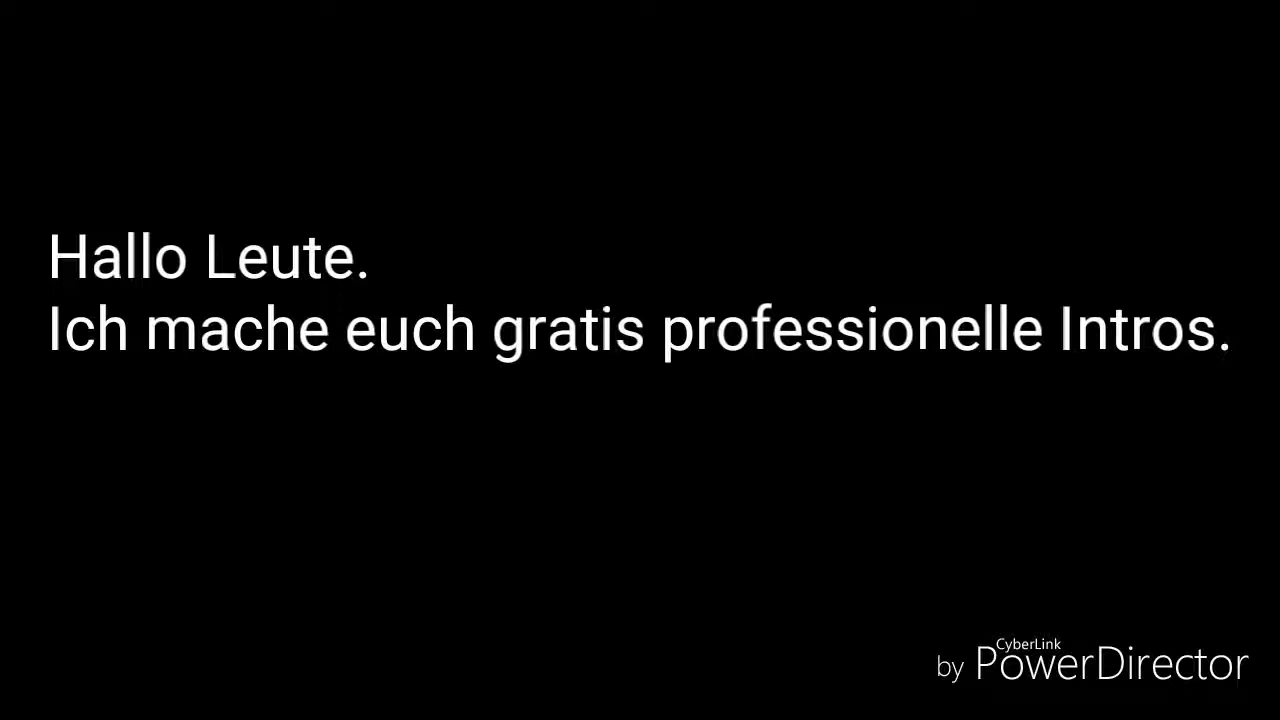 Hallo Leute.
Ich mache euch gratis professionelle Intros.
CyberLink
by PowerDirector